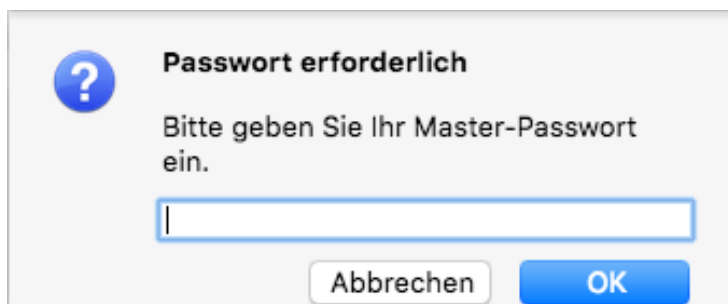 Passwort erforderlich
Bitte geben Sie Ihr Master-Passwort
ein.
Abbrechen OK